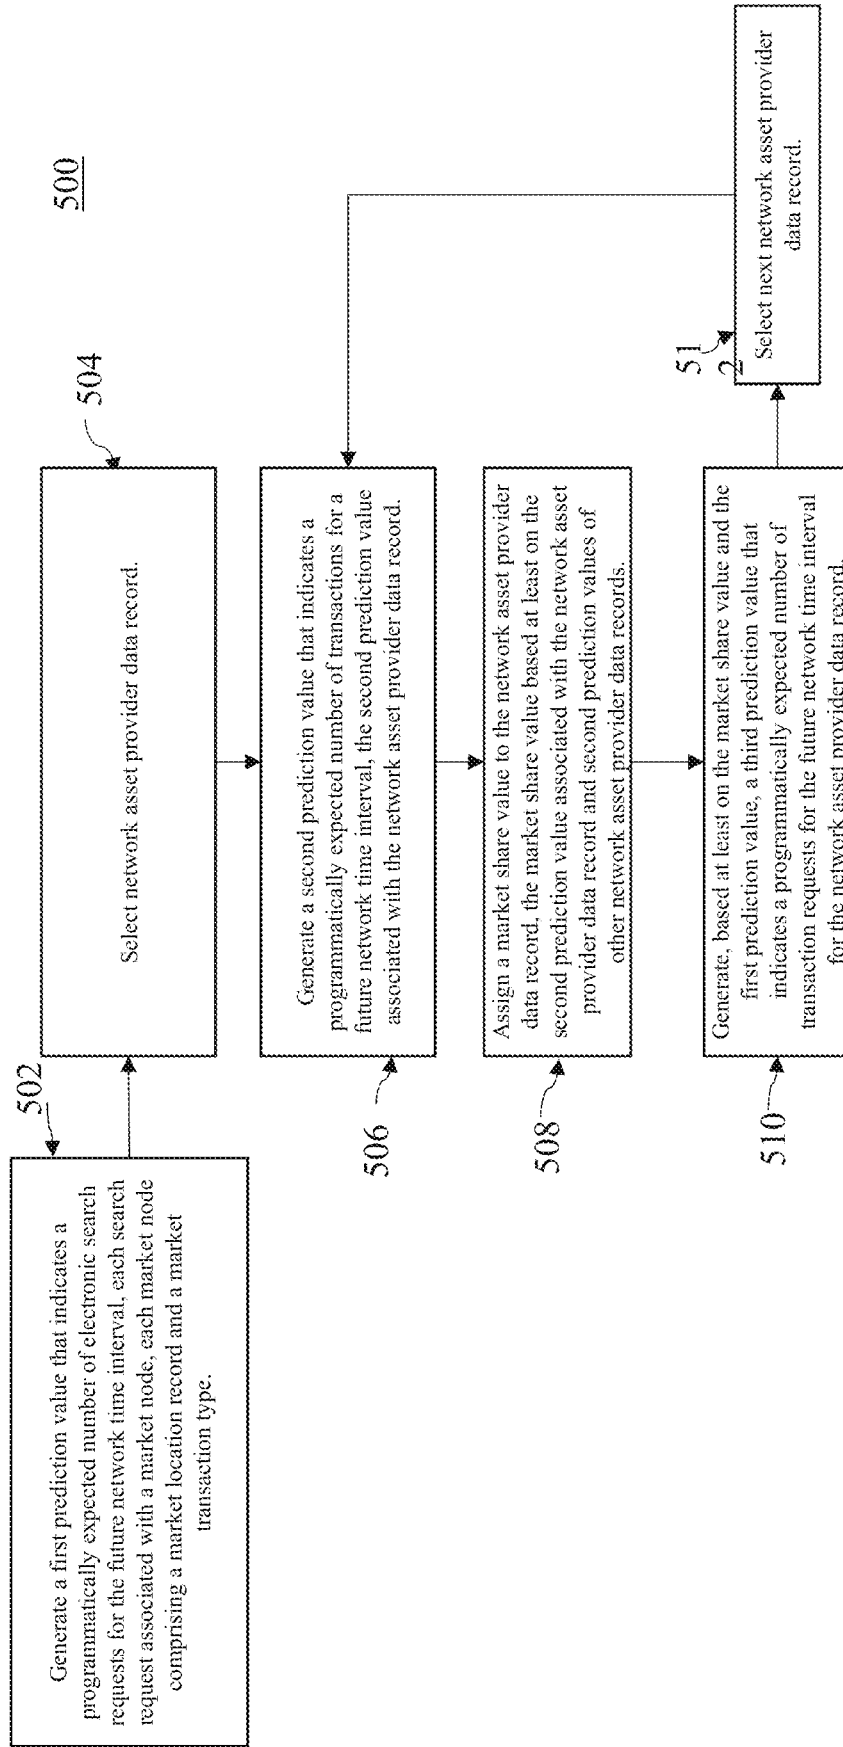 500
502
Generate a first prediction value that indicates a
programmatically expected number of electronic search
requests for the future network time interval, each search
request associated with a market node, each market node
comprising a market location record and a market
transaction type.
504
Select network asset provider data record.
506
Generate a second prediction value that indicates a
programmatically expected number of transactions for a
future network time interval, the second prediction value
associated with the network asset provider data record.
508
Assign a market share value to the network asset provider
data record, the market share value based at least on the
second prediction value associated with the network asset
provider data record and second prediction values of
other network asset provider data records.
510
Generate, based at least on the market share value and the
first prediction value, a third prediction value that
indicates a programmatically expected number of
transaction requests for the future network time interval
for the network asset provider data record.
51
2
Select next network asset provider
data record.